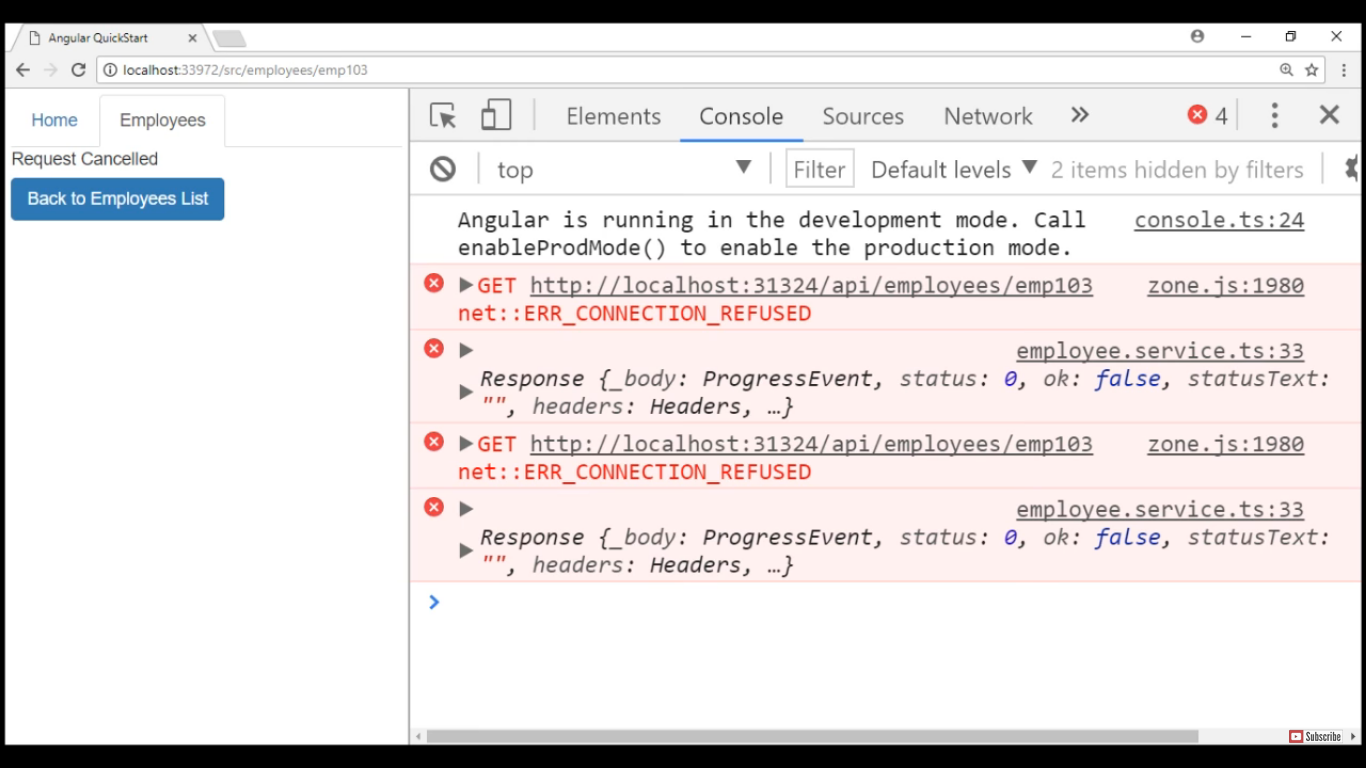 Angular QuickStart
localhost:33972/src/employees/emp103
Home
Employees
Request Cancelled
Back to Employees List
Elements
Console
Sources
Network
4
top
Filter
Default levels
2 items hidden by filters
Angular is running in the development mode. Call console.ts:24
enableProdMode() to enable the production mode.
GET http://localhost:31324/api/employees/emp103 zone.js:1980
net::ERR_CONNECTION_REFUSED
employee.service.ts:33
Response {_body: ProgressEvent, status: 0, ok: false, statusText:
"", headers: Headers, …}
GET http://localhost:31324/api/employees/emp103 zone.js:1980
net::ERR_CONNECTION_REFUSED
employee.service.ts:33
Response {_body: ProgressEvent, status: 0, ok: false, statusText:
"", headers: Headers, …}
Subscribe